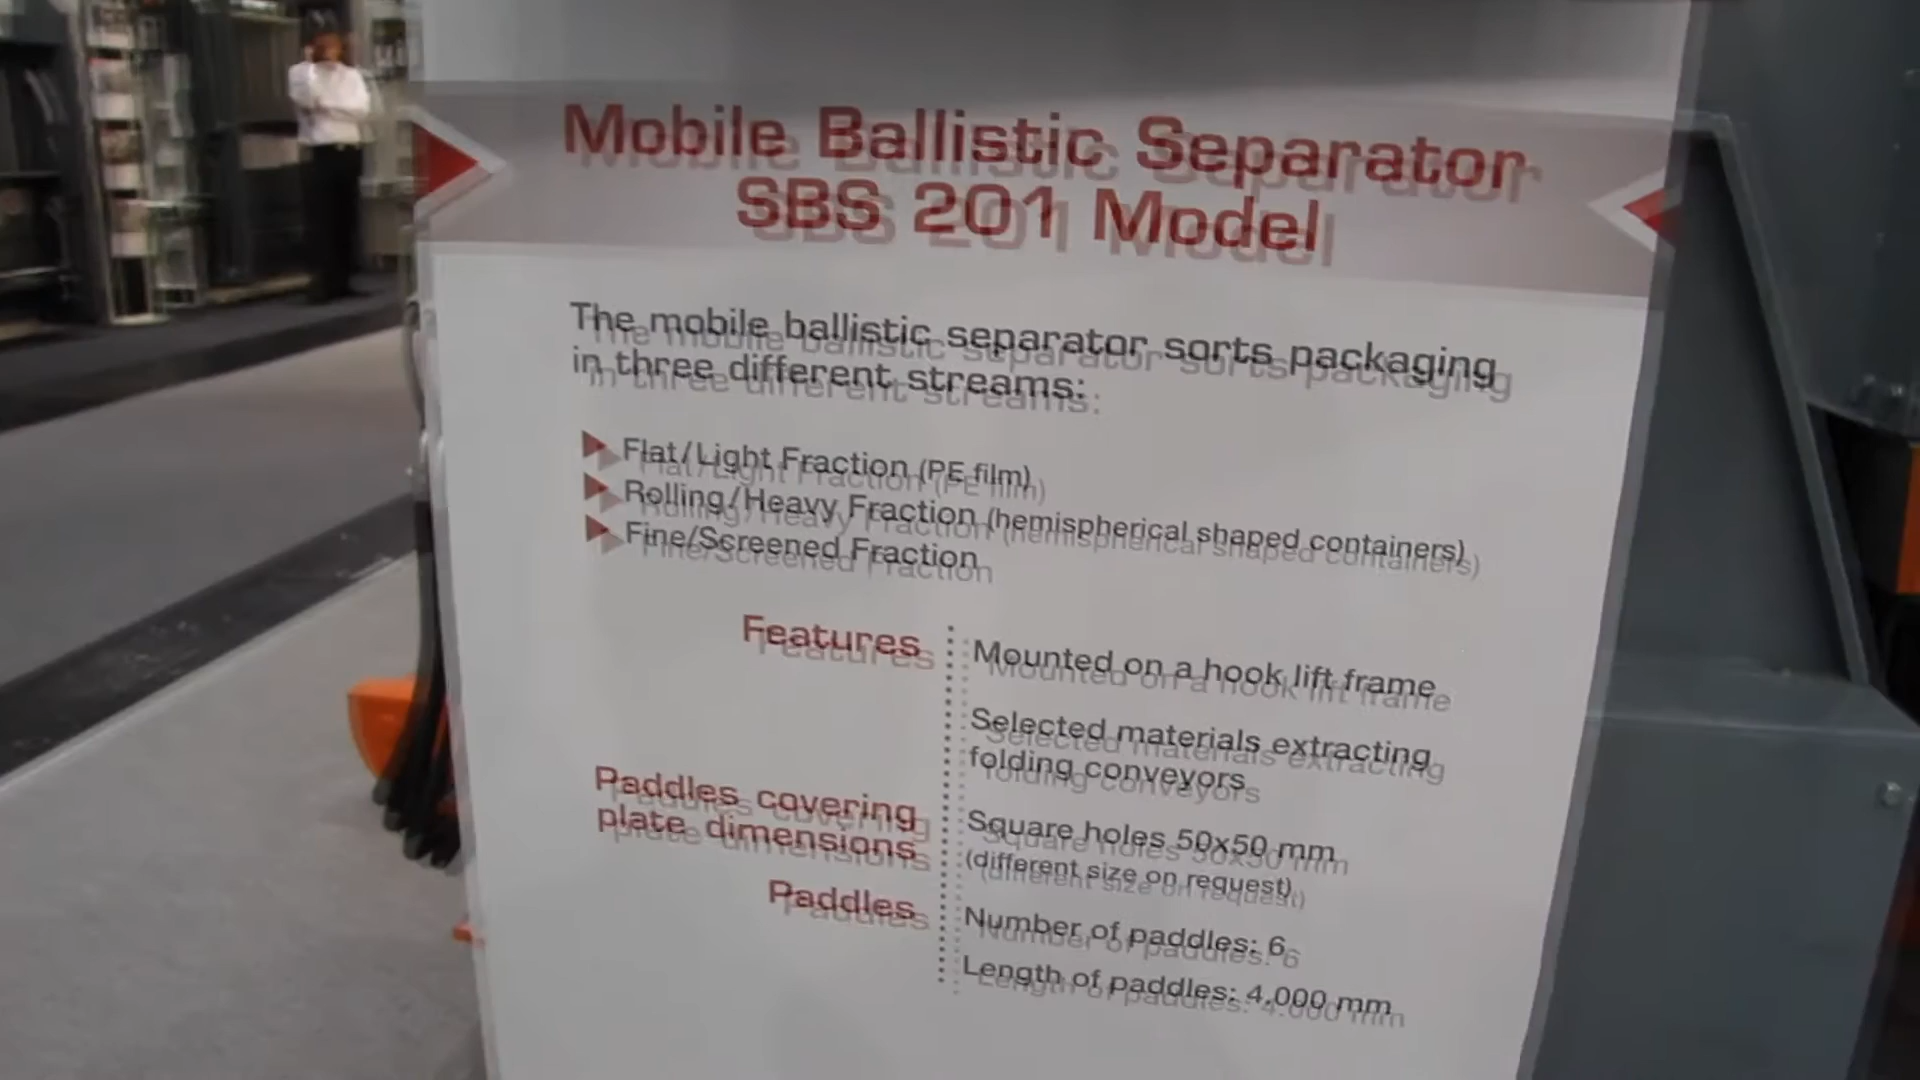 Mobile Ballistic Separator
SBS 201 Model
The mobile ballistic separator sorts packaging
in three different streams:
Flat/Light Fraction (PE film)
Rolling/Heavy Fraction (hemispherical shaped containers)
Fine/Screened Fraction
Features
Mounted on a hook lift frame
Selected materials extracting
folding conveyors
Paddles covering
plate dimensions
Square holes 50x50 mm
(different size on request)
Paddles
Number of paddles: 6
Length of paddles: 4.000 mm